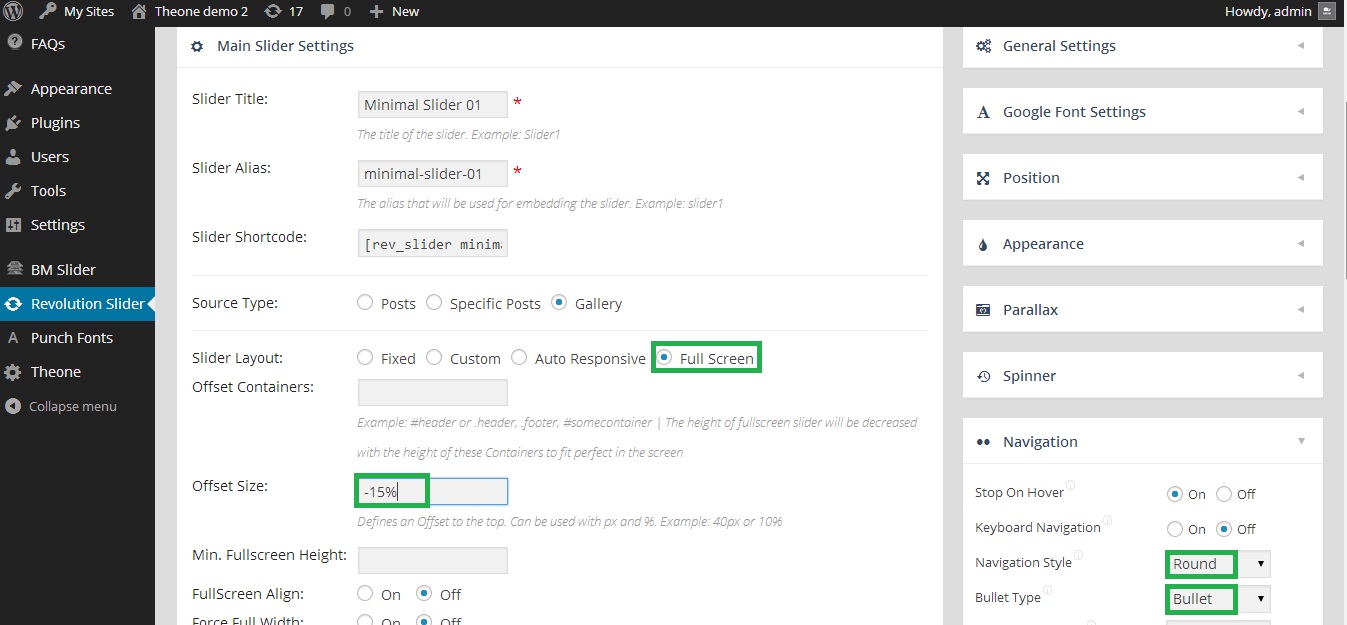 My Sites Theone demo 2 17 0 New Howdy, admin
FAQs
Appearance
Plugins
Users
Tools
Settings
BM Slider
Revolution Slider
Punch Fonts
Theone
Collapse menu
Main Slider Settings
Slider Title: Minimal Slider 01 *
The title of the slider. Example: Slider1
Slider Alias: minimal-slider-01 *
The alias that will be used for embedding the slider. Example: slider1
Slider Shortcode: [rev_slider minima
Source Type: Posts Specific Posts Gallery
Slider Layout: Fixed Custom Auto Responsive Full Screen
Offset Containers:
Example: #header or .header, .footer, #somecontainer | The height of fullscreen slider will be decreased
with the height of these Containers to fit perfect in the screen
Offset Size: -15%
Defines an Offset to the top. Can be used with px and %. Example: 40px or 10%
Min. Fullscreen Height:
FullScreen Align: On Off
Force Full Width: On Off
General Settings
Google Font Settings
Position
Appearance
Parallax
Spinner
Navigation
Stop On Hover On Off
Keyboard Navigation On Off
Navigation Style Round
Bullet Type Bullet